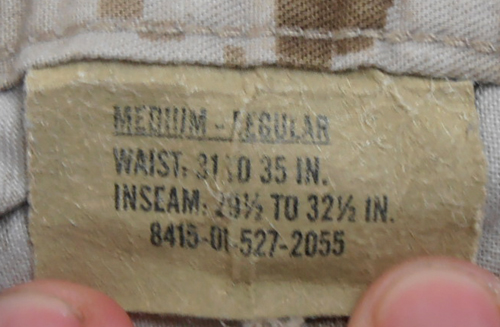 MEDIUM - REGULAR
WAIST: 31 TO 35 IN.
INSEAM: 29½ TO 32½ IN.
8415-01-527-2055